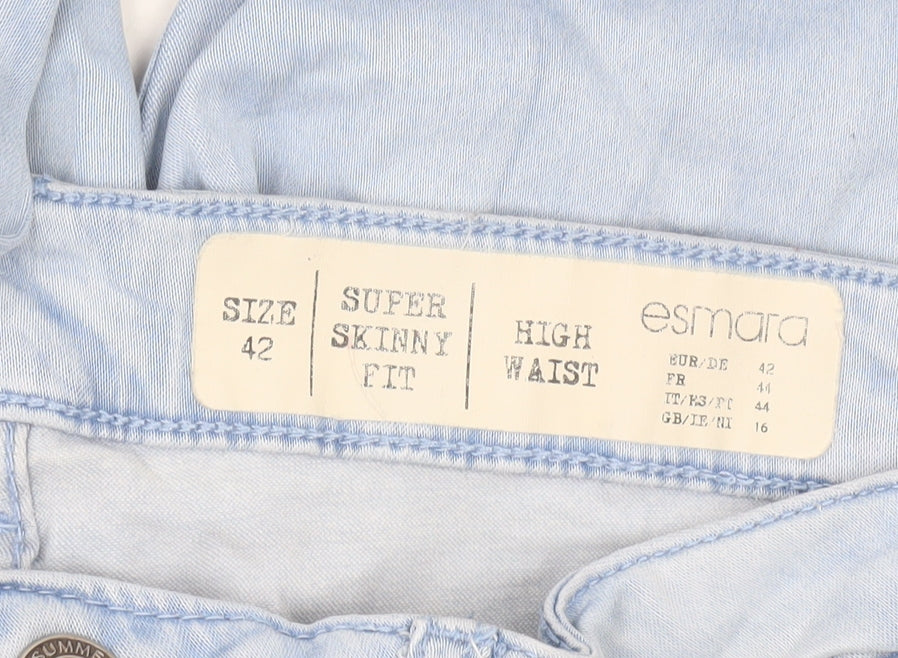 SIZE
42
SUPER
SKINNY
FIT
HIGH
WAIST
esmara
EUR/DE 42
FR 44
IT/ES/PT 44
GB/IE/NI 16
SUMME